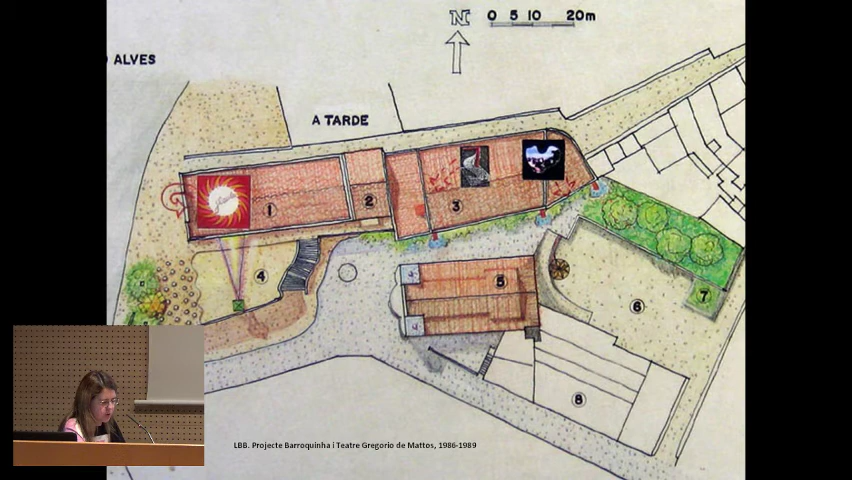 N
0 5 10 20m
ALVES
A TARDE
1
2
3
4
5
6
7
8
LBB. Projecte Barroquinha i Teatre Gregorio de Mattos, 1986-1989